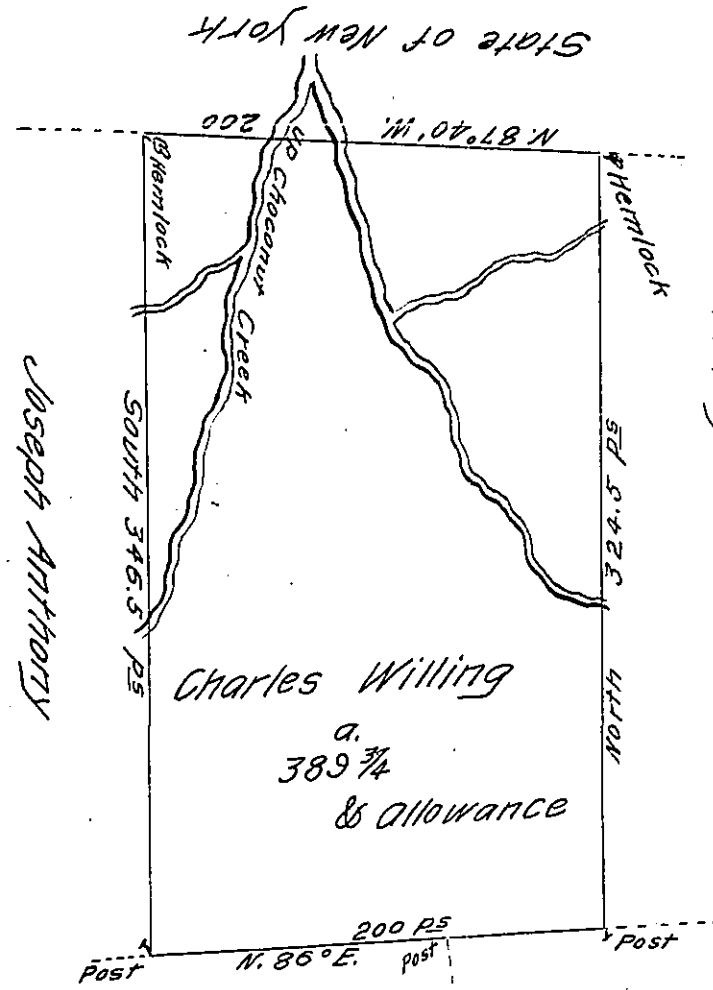 State of New York
N. 87° 40' W. 200
Hemlock
Hemlock
up Choconur Creek
Joseph Anthony
South 346.5 ps
North 324.5 ps
Charles Willing
a.
389 3/4
& allowance
200 ps
N. 86° E.
Post
Post
Post